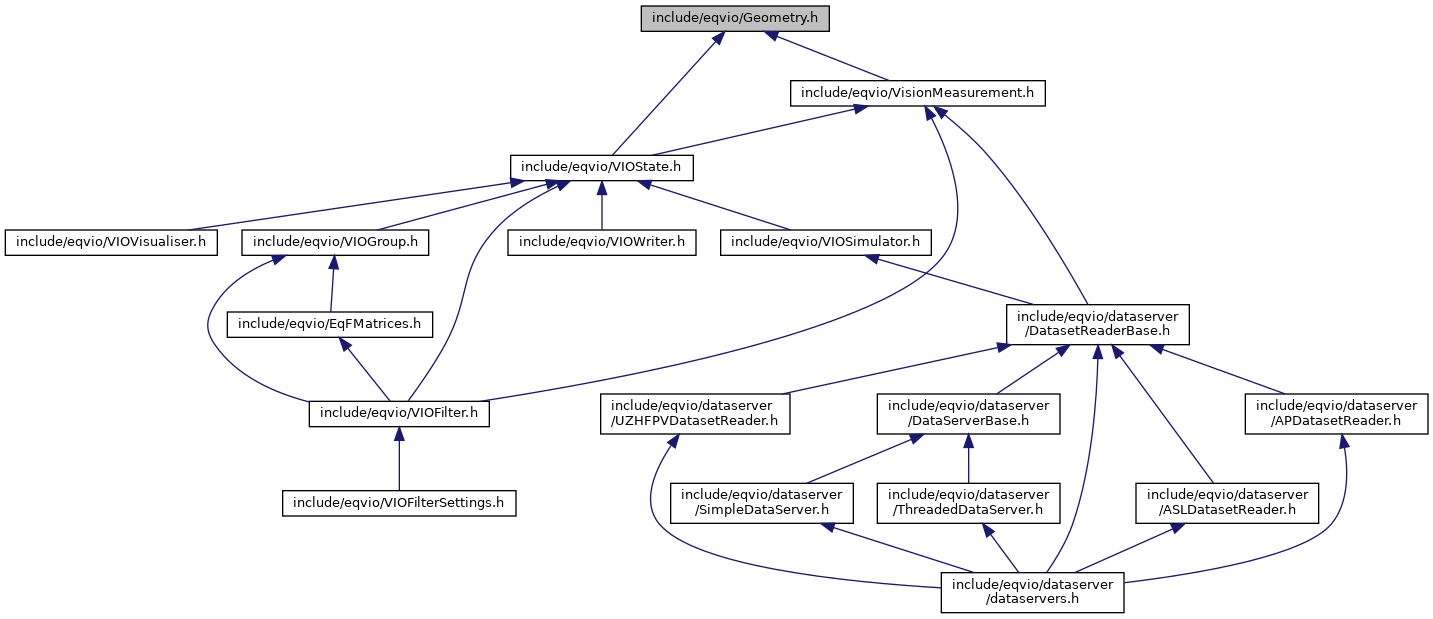 include/eqvio/Geometry.h
include/eqvio/VisionMeasurement.h
include/eqvio/VIOState.h
include/eqvio/VIOVisualiser.h
include/eqvio/VIOGroup.h
include/eqvio/VIOWriter.h
include/eqvio/VIOSimulator.h
include/eqvio/EqFMatrices.h
include/eqvio/dataserver
/DatasetReaderBase.h
include/eqvio/VIOFilter.h
include/eqvio/dataserver
/UZHFPVDatasetReader.h
include/eqvio/dataserver
/DataServerBase.h
include/eqvio/dataserver
/APDatasetReader.h
include/eqvio/VIOFilterSettings.h
include/eqvio/dataserver
/SimpleDataServer.h
include/eqvio/dataserver
/ThreadedDataServer.h
include/eqvio/dataserver
/ASLDatasetReader.h
include/eqvio/dataserver
/dataservers.h